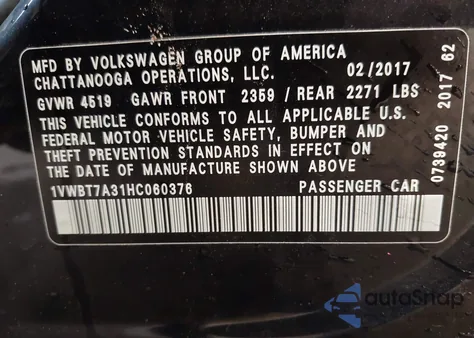 MFD BY VOLKSWAGEN GROUP OF AMERICA
CHATTANOOGA OPERATIONS, LLC. 02/2017
GVWR 4519 GAWR FRONT 2359 / REAR 2271 LBS
THIS VEHICLE CONFORMS TO ALL APPLICABLE U.S.
FEDERAL MOTOR VEHICLE SAFETY, BUMPER AND
THEFT PREVENTION STANDARDS IN EFFECT ON THE
DATE OF MANUFACTURE SHOWN ABOVE
1VWBT7A31HC060376 PASSENGER CAR
0739420 2017 62
autoSnap